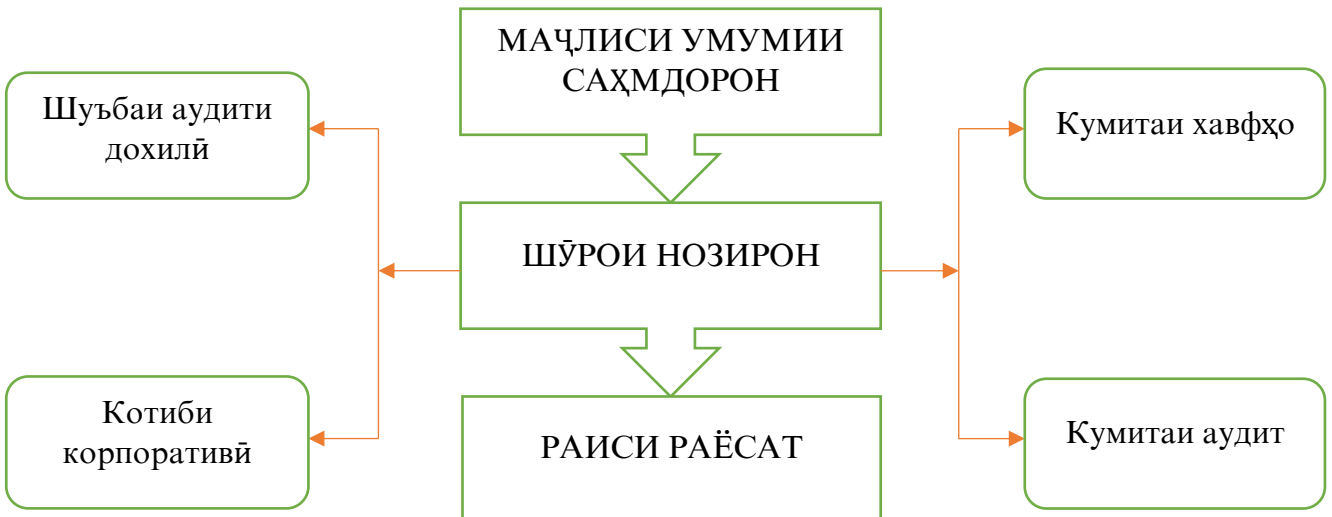 МАҶЛИСИ УМУМИИ
САҲМДОРОН
Шуъбаи аудити
дохилӣ
Кумитаи хавфҳо
ШӮРОИ НОЗИРОН
Котиби
корпоративӣ
РАИСИ РАЁСАТ
Кумитаи аудит